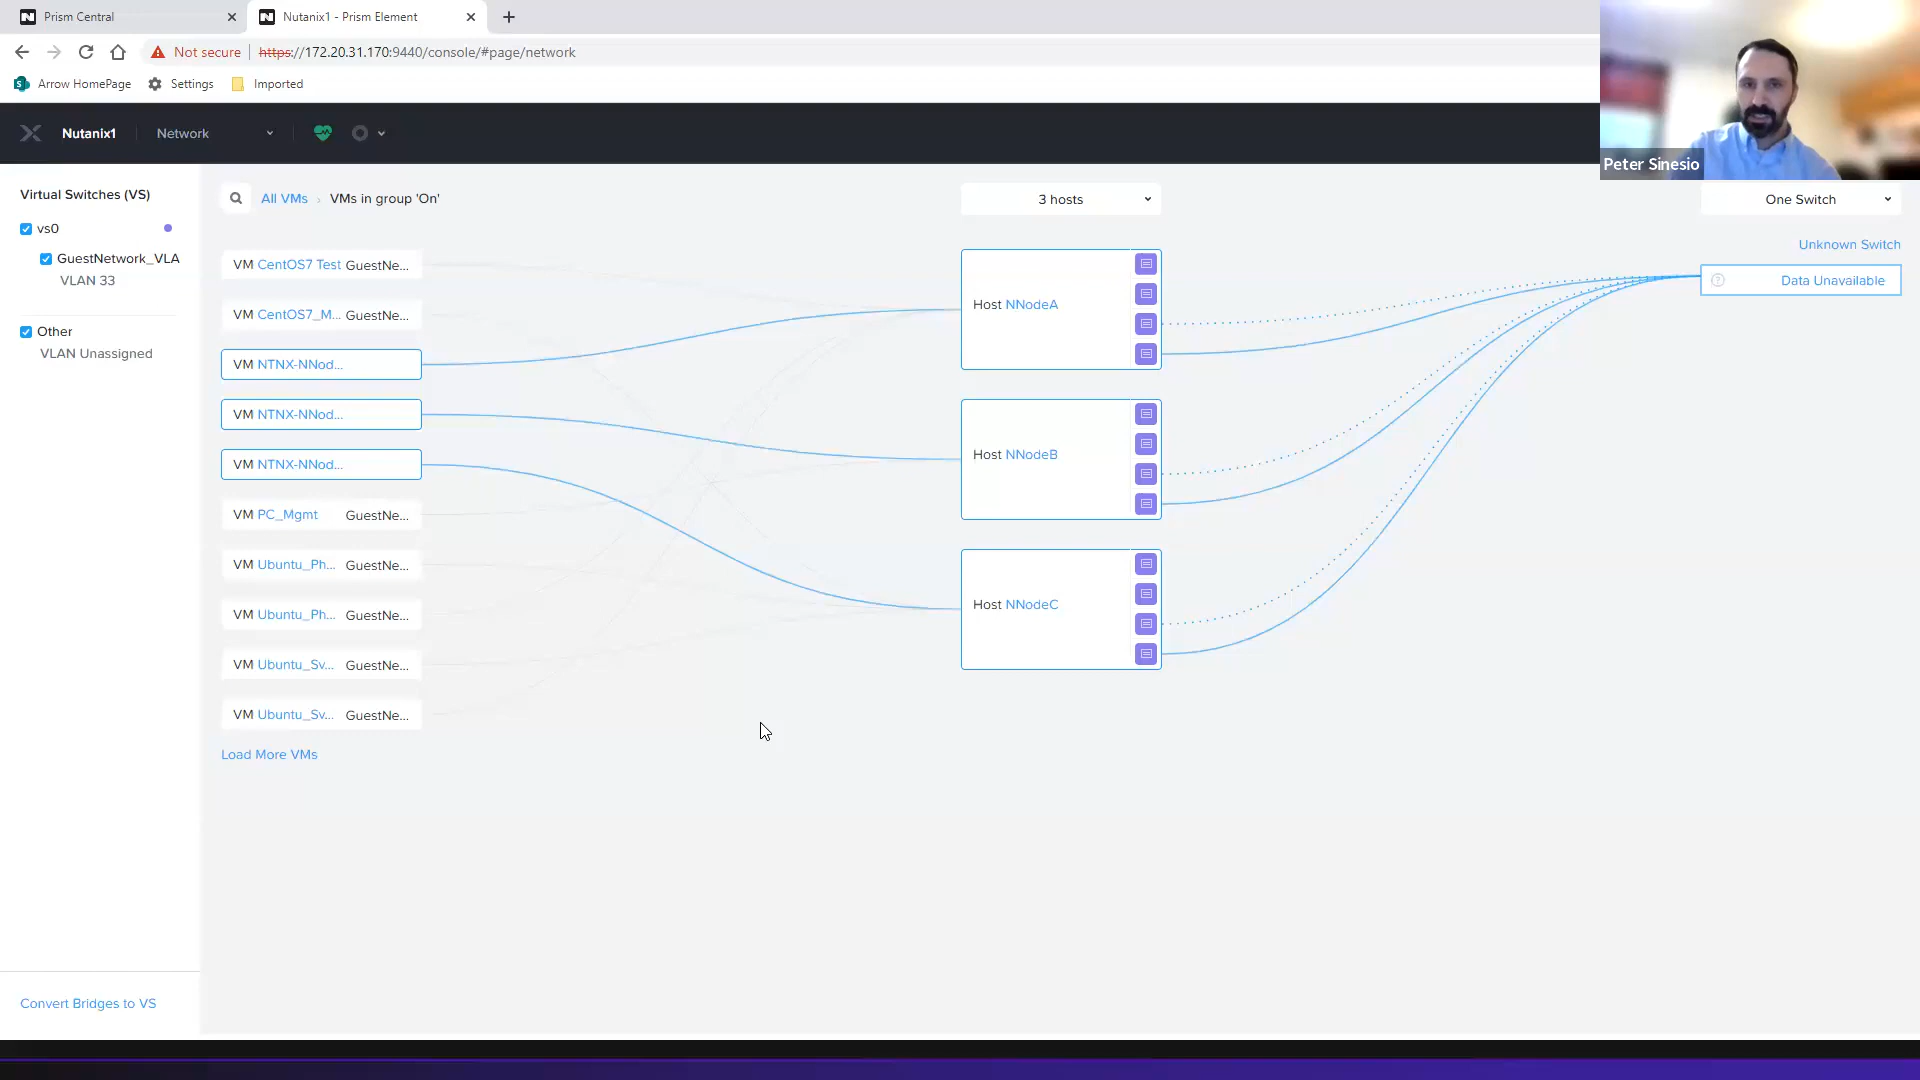 Prism Central
Nutanix1 - Prism Element
Not secure
https://172.20.31.170:9440/console/#page/network
Arrow HomePage
Settings
Imported
Peter Sinesio
Nutanix1
Network
Virtual Switches (VS)
vs0
GuestNetwork_VLA
VLAN 33
Other
VLAN Unassigned
All VMs › VMs in group 'On'
3 hosts
One Switch
Unknown Switch
Data Unavailable
VM CentOS7 Test GuestNe...
VM CentOS7_M... GuestNe...
VM NTNX-NNod...
VM NTNX-NNod...
VM NTNX-NNod...
VM PC_Mgmt GuestNe...
VM Ubuntu_Ph... GuestNe...
VM Ubuntu_Ph... GuestNe...
VM Ubuntu_Sv... GuestNe...
VM Ubuntu_Sv... GuestNe...
Load More VMs
Host NNodeA
Host NNodeB
Host NNodeC
Convert Bridges to VS